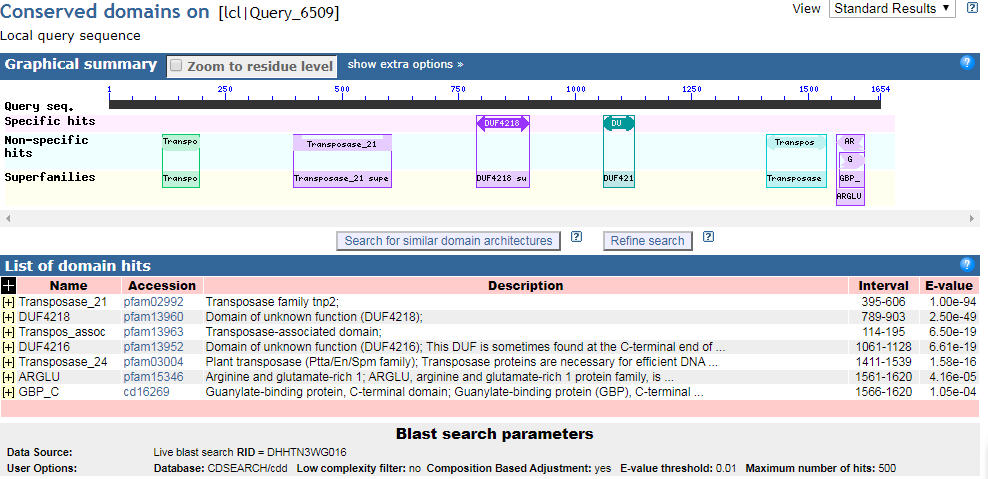 Conserved domains on [lcl|Query_6509]
View Standard Results ▼ ?
Local query sequence
Graphical summary Zoom to residue level show extra options » ?
1 250 500 750 1000 1250 1500 1654
Query seq.
Specific hits DUF4218 DU
Non-specific hits Transpo Transposase_21 Transpos AR
G
Superfamilies Transpo Transposase_21 supe DUF4218 su DUF421 Transposase GBP_
ARGLU
Search for similar domain architectures ? Refine search ?
List of domain hits ?
+ Name Accession Description Interval E-value
[+] Transposase_21 pfam02992 Transposase family tnp2; 395-606 1.00e-94
[+] DUF4218 pfam13960 Domain of unknown function (DUF4218); 789-903 2.50e-49
[+] Transpos_assoc pfam13963 Transposase-associated domain; 114-195 6.50e-19
[+] DUF4216 pfam13952 Domain of unknown function (DUF4216); This DUF is sometimes found at the C-terminal end of ... 1061-1128 6.61e-19
[+] Transposase_24 pfam03004 Plant transposase (Ptta/En/Spm family); Transposase proteins are necessary for efficient DNA ... 1411-1539 1.58e-16
[+] ARGLU pfam15346 Arginine and glutamate-rich 1; ARGLU, arginine and glutamate-rich 1 protein family, is ... 1561-1620 4.16e-05
[+] GBP_C cd16269 Guanylate-binding protein, C-terminal domain; Guanylate-binding protein (GBP), C-terminal ... 1566-1620 1.05e-04
Blast search parameters
Data Source: Live blast search RID = DHHTN3WG016
User Options: Database: CDSEARCH/cdd Low complexity filter: no Composition Based Adjustment: yes E-value threshold: 0.01 Maximum number of hits: 500